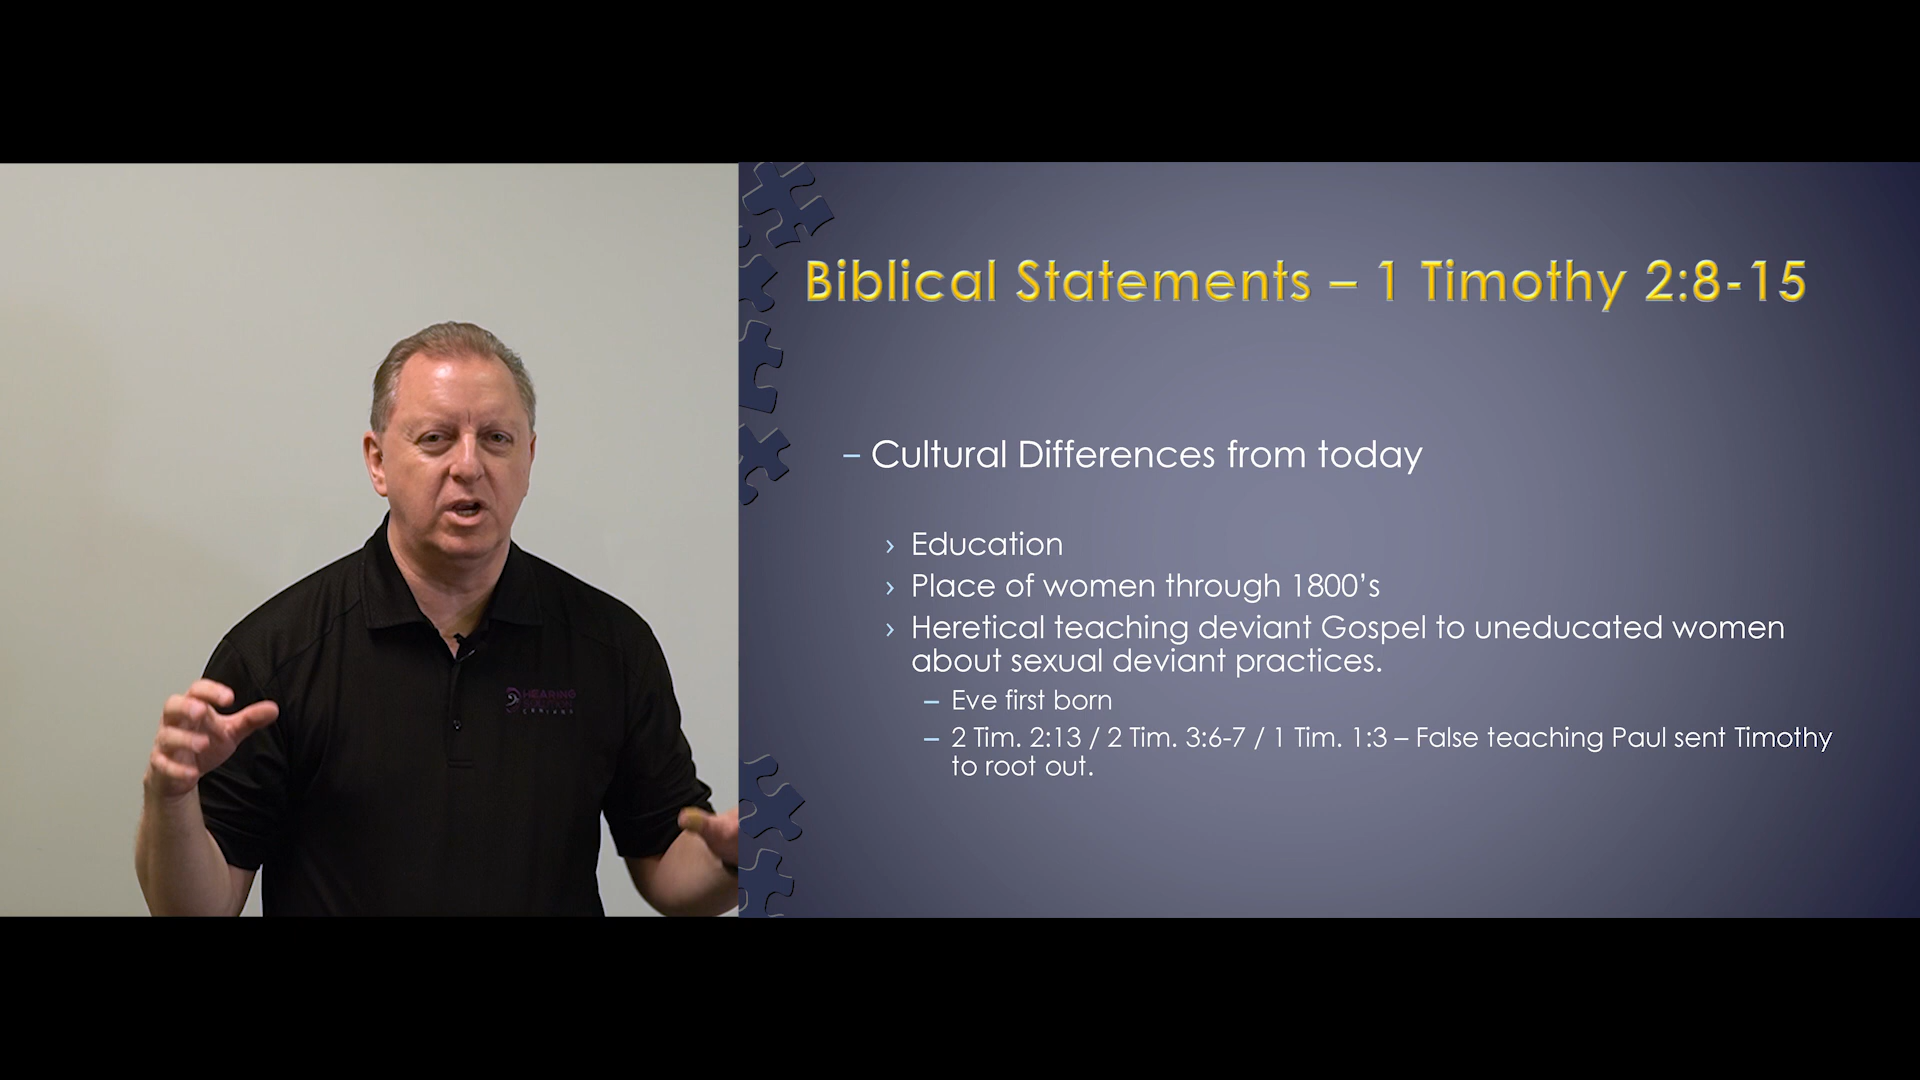 Biblical Statements – 1 Timothy 2:8-15
– Cultural Differences from today
› Education
› Place of women through 1800’s
› Heretical teaching deviant Gospel to uneducated women
about sexual deviant practices.
– Eve first born
– 2 Tim. 2:13 / 2 Tim. 3:6-7 / 1 Tim. 1:3 – False teaching Paul sent Timothy
to root out.
HEARING